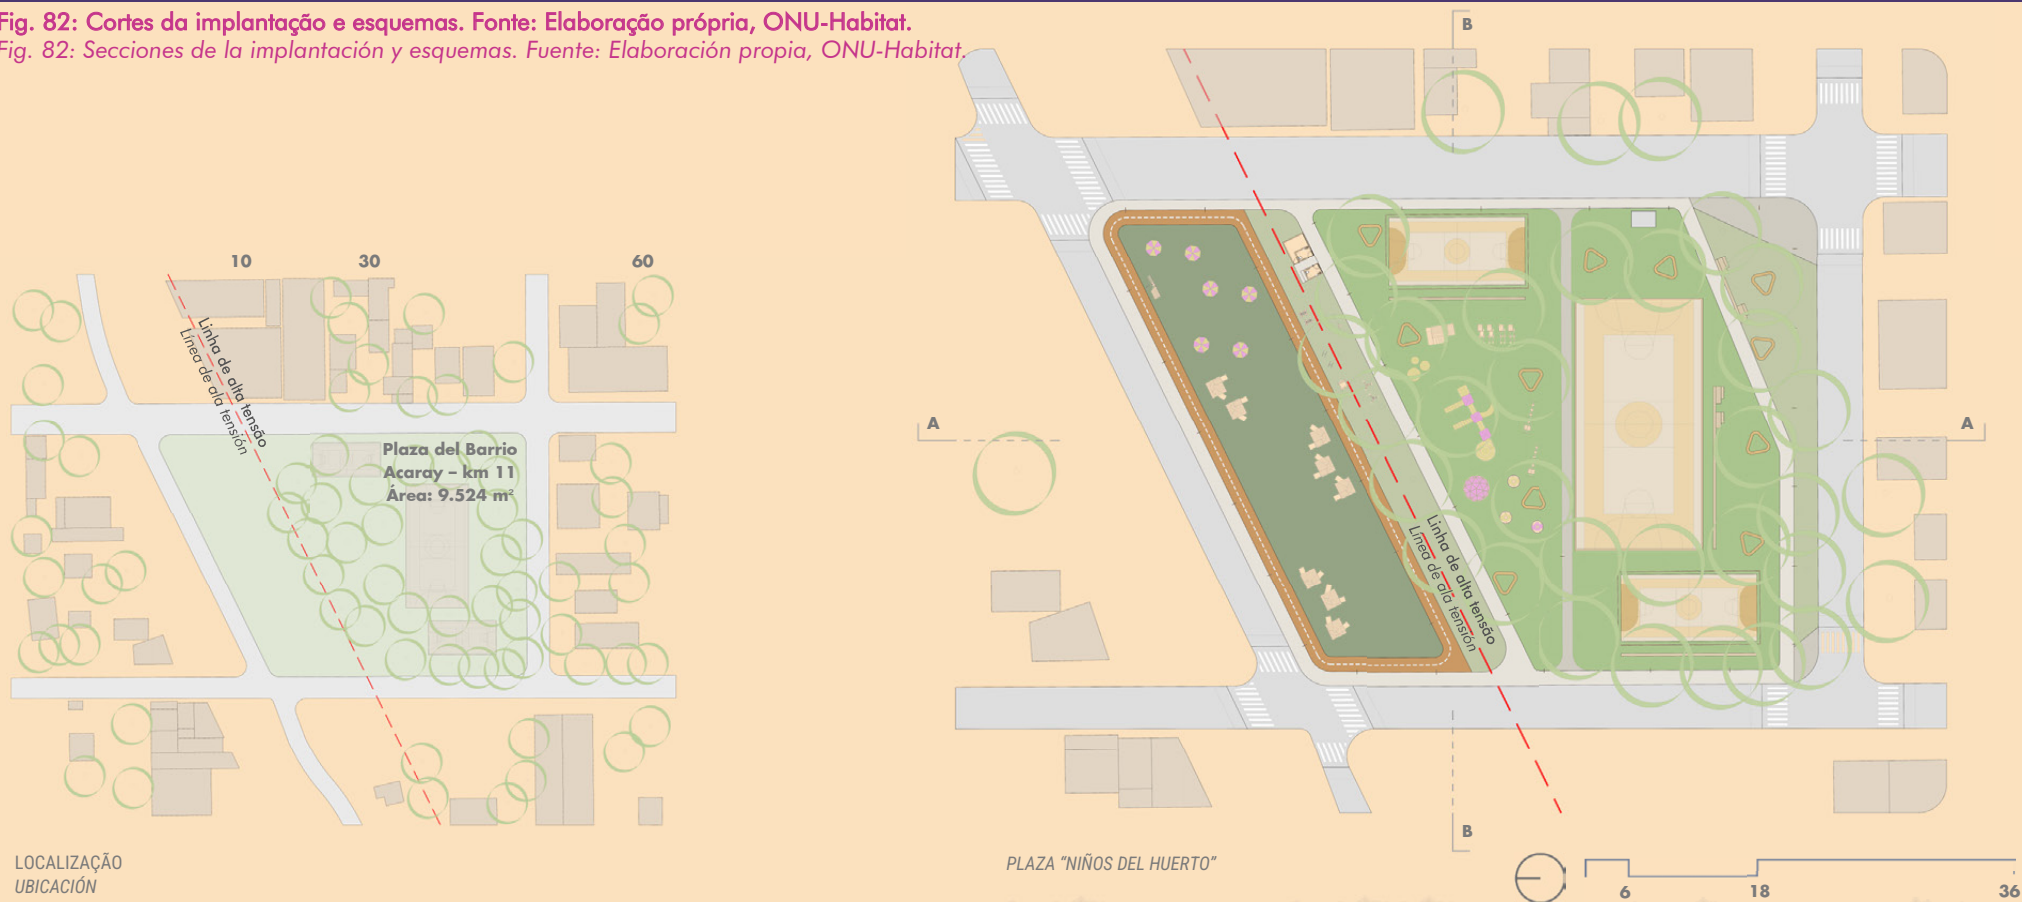 Fig. 82: Cortes da implantação e esquemas. Fonte: Elaboração própria, ONU-Habitat.
Fig. 82: Secciones de la implantación y esquemas. Fuente: Elaboración propia, ONU-Habitat.
10 30 60
Linha de alta tensão
Línea de ala tensión
Plaza del Barrio
Acaray – km 11
Área: 9.524 m²
LOCALIZAÇÃO
UBICACIÓN
B
A
A
Linha de alta tensão
Línea de ala tensión
B
PLAZA “NIÑOS DEL HUERTO”
6 18 36